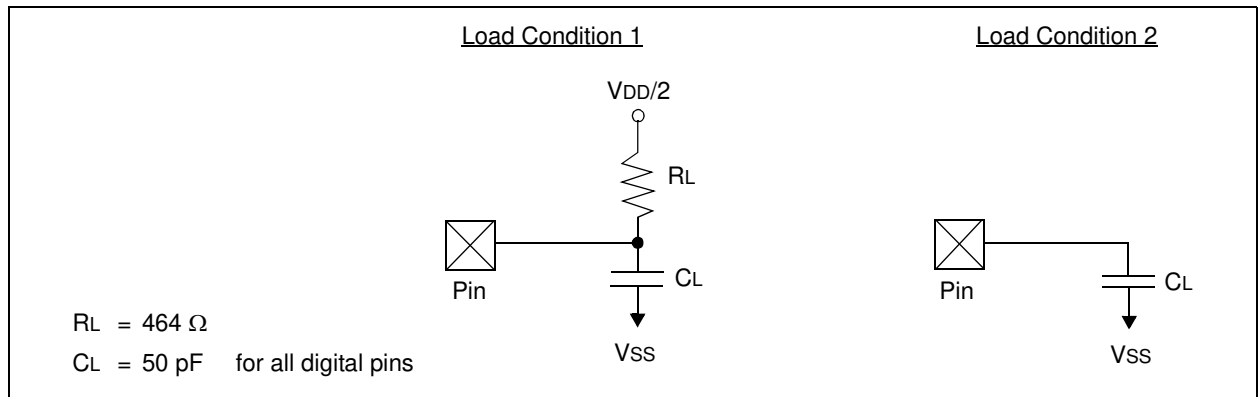 Load Condition 1
Load Condition 2
VDD/2
RL
Pin
CL
VSS
Pin
CL
VSS
RL = 464 Ω
CL = 50 pF for all digital pins